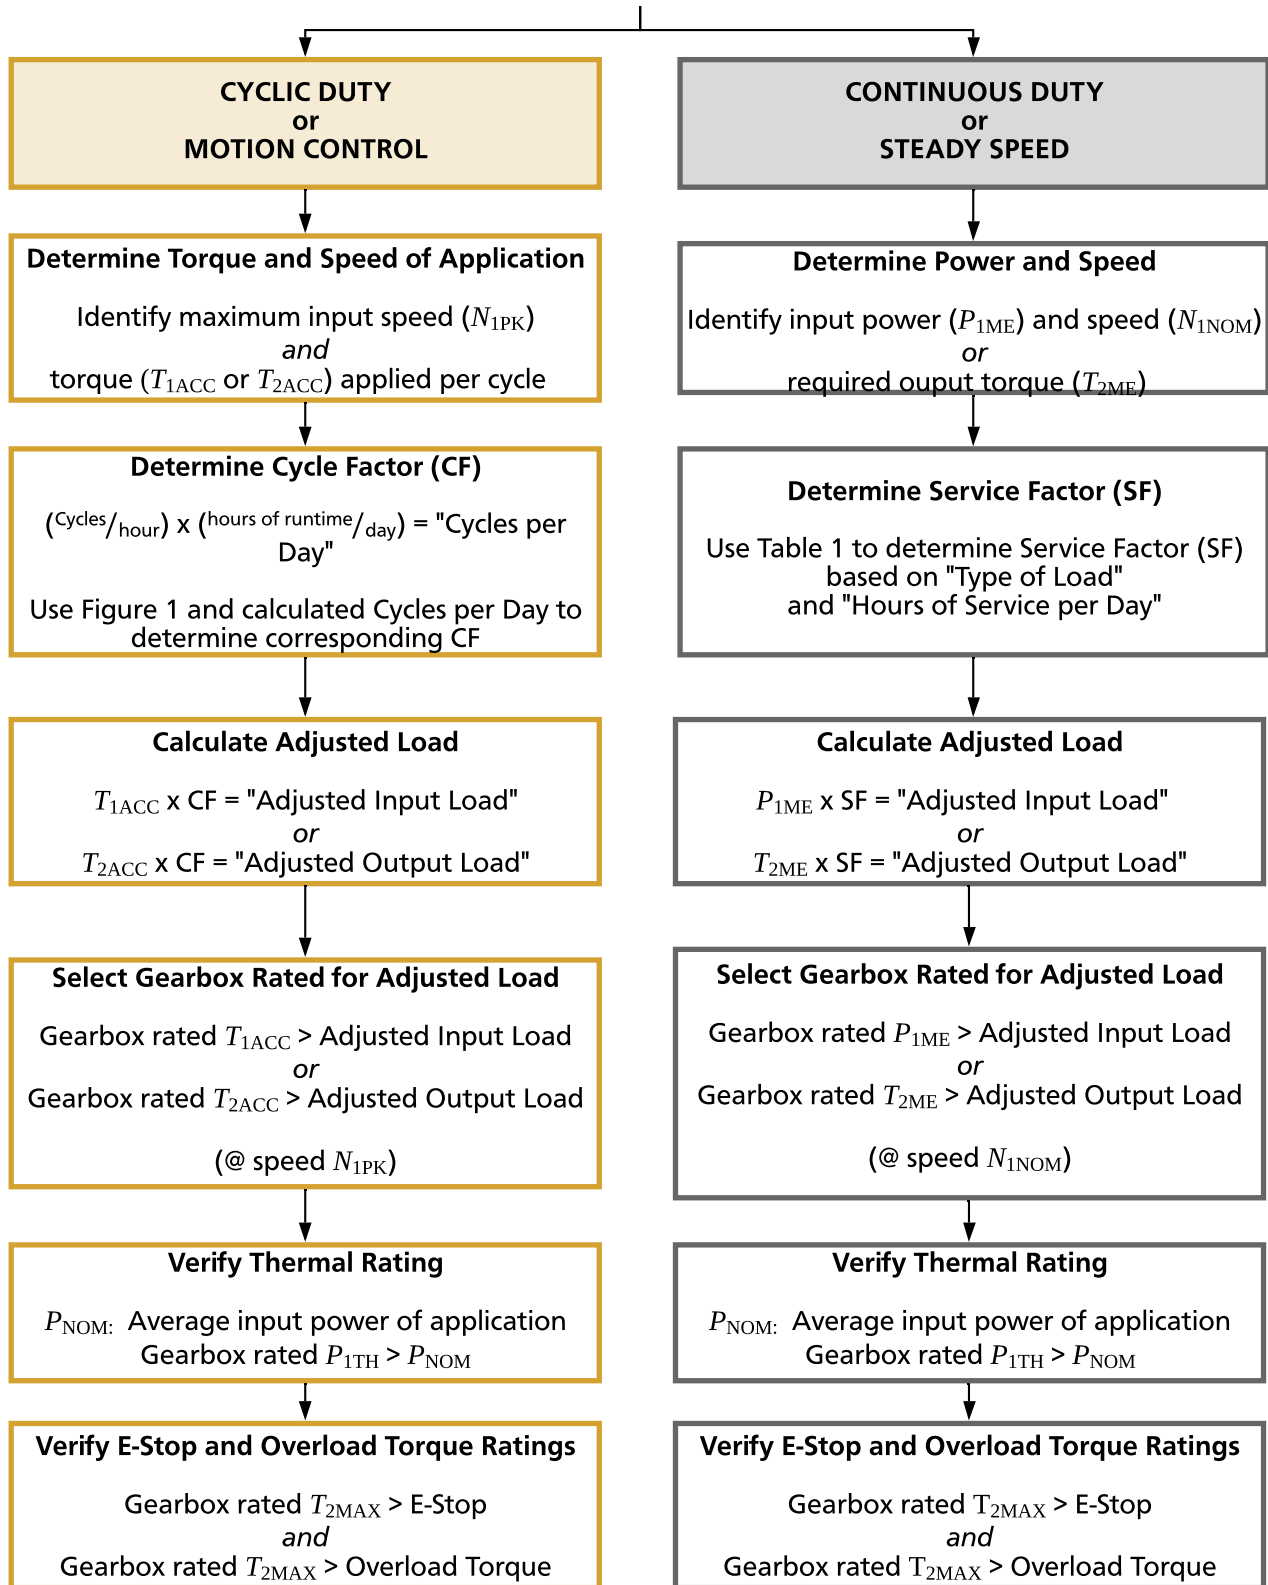 CYCLIC DUTY
or
MOTION CONTROL
Determine Torque and Speed of Application
Identify maximum input speed (N1PK)
and
torque (T1ACC or T2ACC) applied per cycle
Determine Cycle Factor (CF)
(Cycles/hour) x (hours of runtime/day) = "Cycles per
Day"
Use Figure 1 and calculated Cycles per Day to
determine corresponding CF
Calculate Adjusted Load
T1ACC x CF = "Adjusted Input Load"
or
T2ACC x CF = "Adjusted Output Load"
Select Gearbox Rated for Adjusted Load
Gearbox rated T1ACC > Adjusted Input Load
or
Gearbox rated T2ACC > Adjusted Output Load
(@ speed N1PK)
Verify Thermal Rating
PNOM: Average input power of application
Gearbox rated P1TH > PNOM
Verify E-Stop and Overload Torque Ratings
Gearbox rated T2MAX > E-Stop
and
Gearbox rated T2MAX > Overload Torque
CONTINUOUS DUTY
or
STEADY SPEED
Determine Power and Speed
Identify input power (P1ME) and speed (N1NOM)
or
required ouput torque (T2ME)
Determine Service Factor (SF)
Use Table 1 to determine Service Factor (SF)
based on "Type of Load"
and "Hours of Service per Day"
Calculate Adjusted Load
P1ME x SF = "Adjusted Input Load"
or
T2ME x SF = "Adjusted Output Load"
Select Gearbox Rated for Adjusted Load
Gearbox rated P1ME > Adjusted Input Load
or
Gearbox rated T2ME > Adjusted Output Load
(@ speed N1NOM)
Verify Thermal Rating
PNOM: Average input power of application
Gearbox rated P1TH > PNOM
Verify E-Stop and Overload Torque Ratings
Gearbox rated T2MAX > E-Stop
and
Gearbox rated T2MAX > Overload Torque